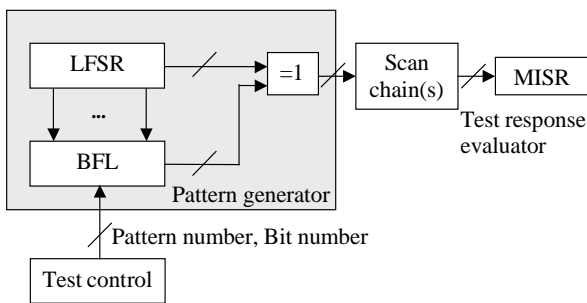 LFSR
...
BFL
=1
Pattern generator
Scan
chain(s)
MISR
Test response
evaluator
Pattern number, Bit number
Test control